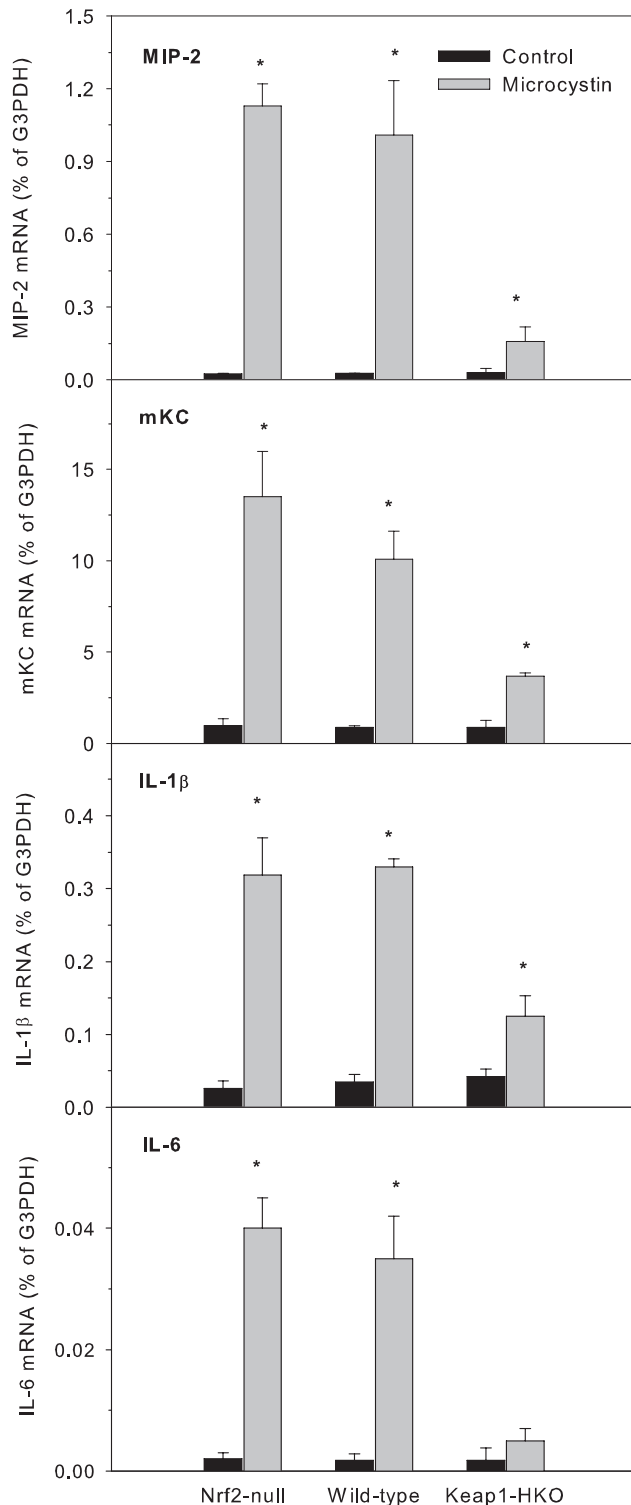 1.5
MIP-2
Control
Microcystin
1.2
0.9
0.6
0.3
0.0
MIP-2 mRNA (% of G3PDH)
*
*
*
mKC
15
10
5
0
mKC mRNA (% of G3PDH)
*
*
*
IL-1β
0.4
0.3
0.2
0.1
0.0
IL-1β mRNA (% of G3PDH)
*
*
*
IL-6
0.04
0.02
0.00
IL-6 mRNA (% of G3PDH)
*
*
Nrf2-null Wild-type Keap1-HKO